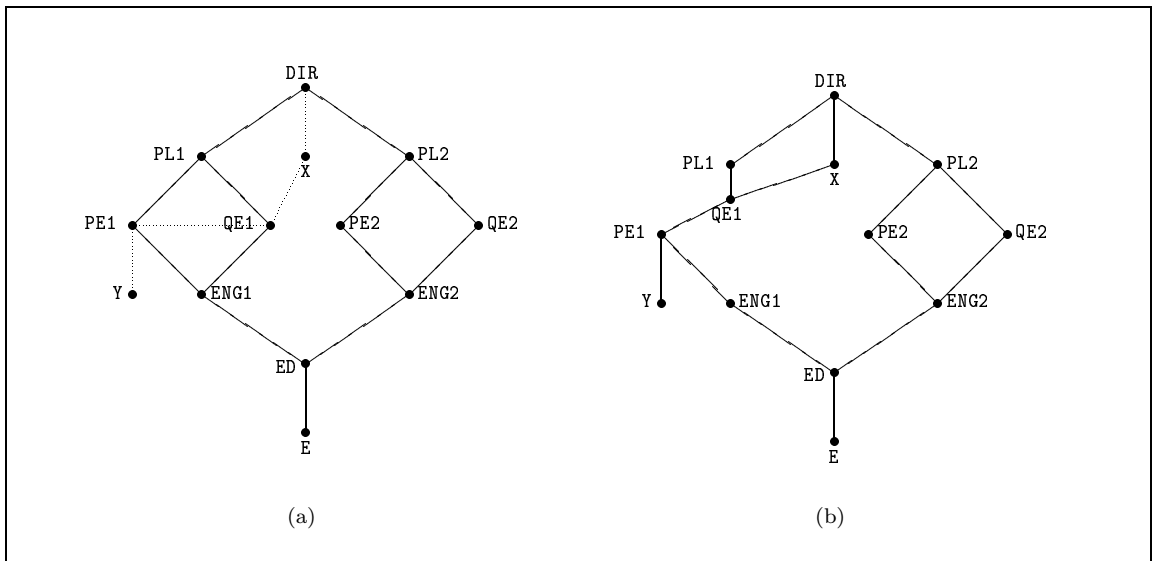 DIR
PL1
X
PL2
PE1
QE1
PE2
QE2
Y
ENG1
ENG2
ED
E
(a)
DIR
PL1
X
PL2
QE1
PE1
PE2
QE2
Y
ENG1
ENG2
ED
E
(b)